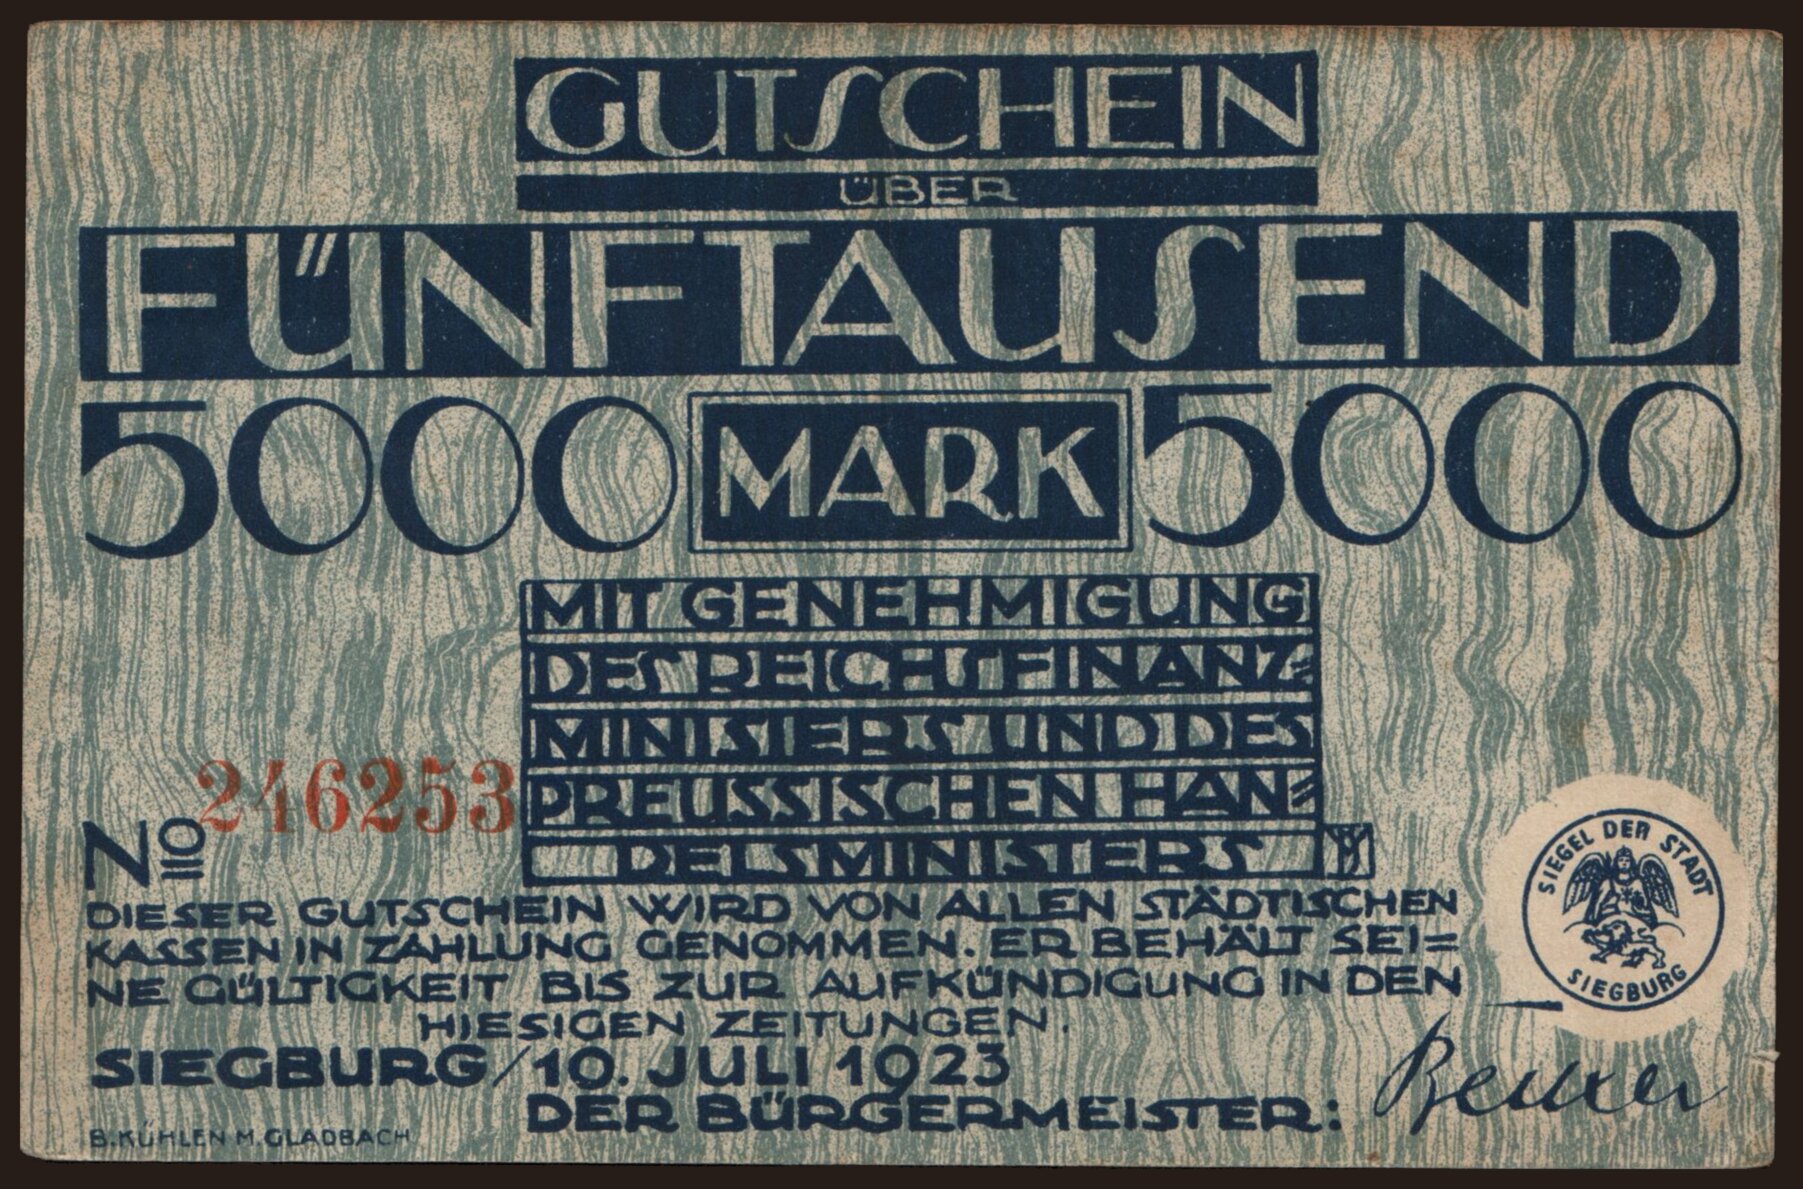 GUTSCHEIN
ÜBER
FÜNFTAUSEND
5000 MARK 5000
MIT GENEHMIGUNG
DES REICHSFINANZ=
MINISTERS UND DES
PREUSSISCHEN HAN=
DELSMINISTERS
No 246253
SIEGEL DER STADT
SIEGBURG
DIESER GUTSCHEIN WIRD VON ALLEN STÄDTISCHEN
KASSEN IN ZAHLUNG GENOMMEN. ER BEHÄLT SEI=
NE GÜLTIGKEIT BIS ZUR AUFKÜNDIGUNG IN DEN
HIESIGEN ZEITUNGEN.
SIEGBURG/10. JULI 1923
DER BÜRGERMEISTER:
B. KÜHLEN M. GLADBACH